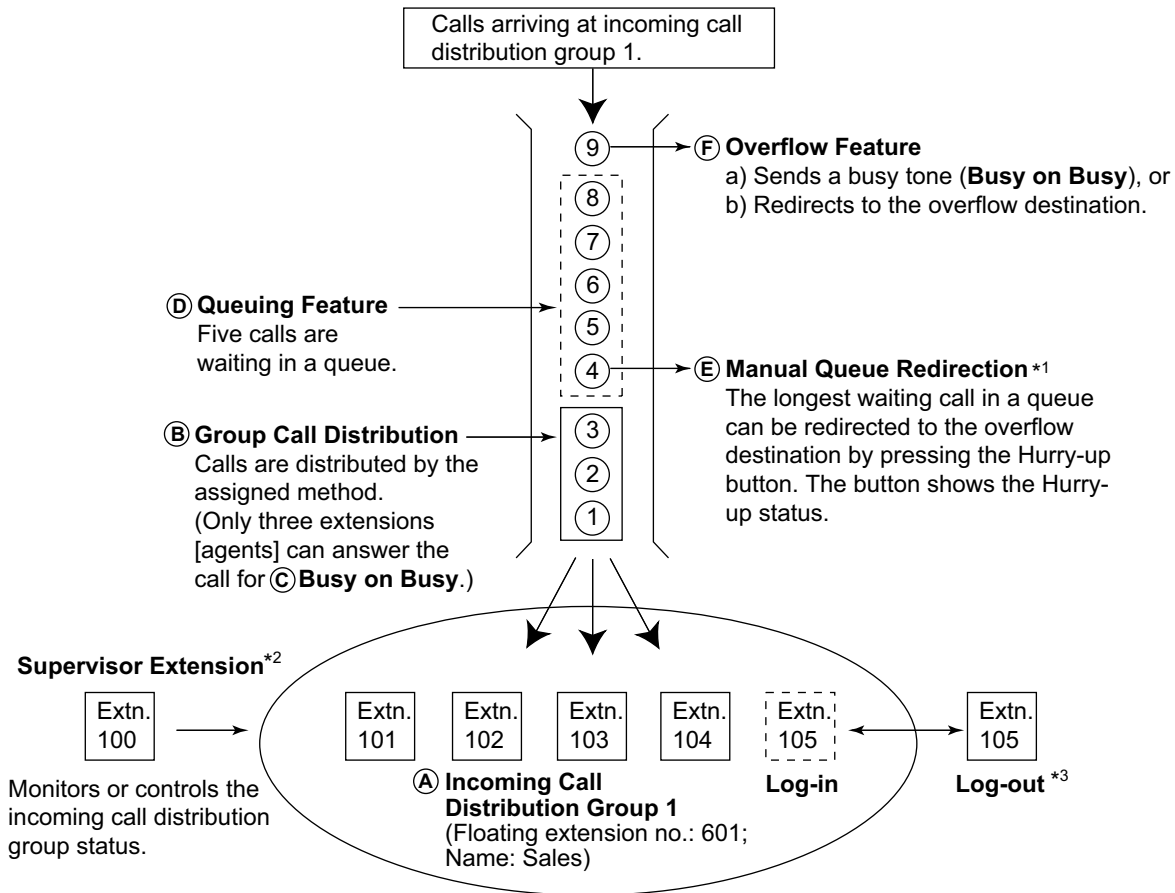 Calls arriving at incoming call
distribution group 1.
9
F Overflow Feature
a) Sends a busy tone (Busy on Busy), or
b) Redirects to the overflow destination.
8
7
6
5
4
D Queuing Feature
Five calls are
waiting in a queue.
E Manual Queue Redirection *1
The longest waiting call in a queue
can be redirected to the overflow
destination by pressing the Hurry-up
button. The button shows the Hurry-
up status.
B Group Call Distribution
Calls are distributed by the
assigned method.
(Only three extensions
[agents] can answer the
call for C Busy on Busy.)
3
2
1
Supervisor Extension*2
Extn.
100
Monitors or controls the
incoming call distribution
group status.
Extn.
101
Extn.
102
Extn.
103
Extn.
104
Extn.
105
Log-in
Extn.
105
Log-out *3
A Incoming Call
Distribution Group 1
(Floating extension no.: 601;
Name: Sales)